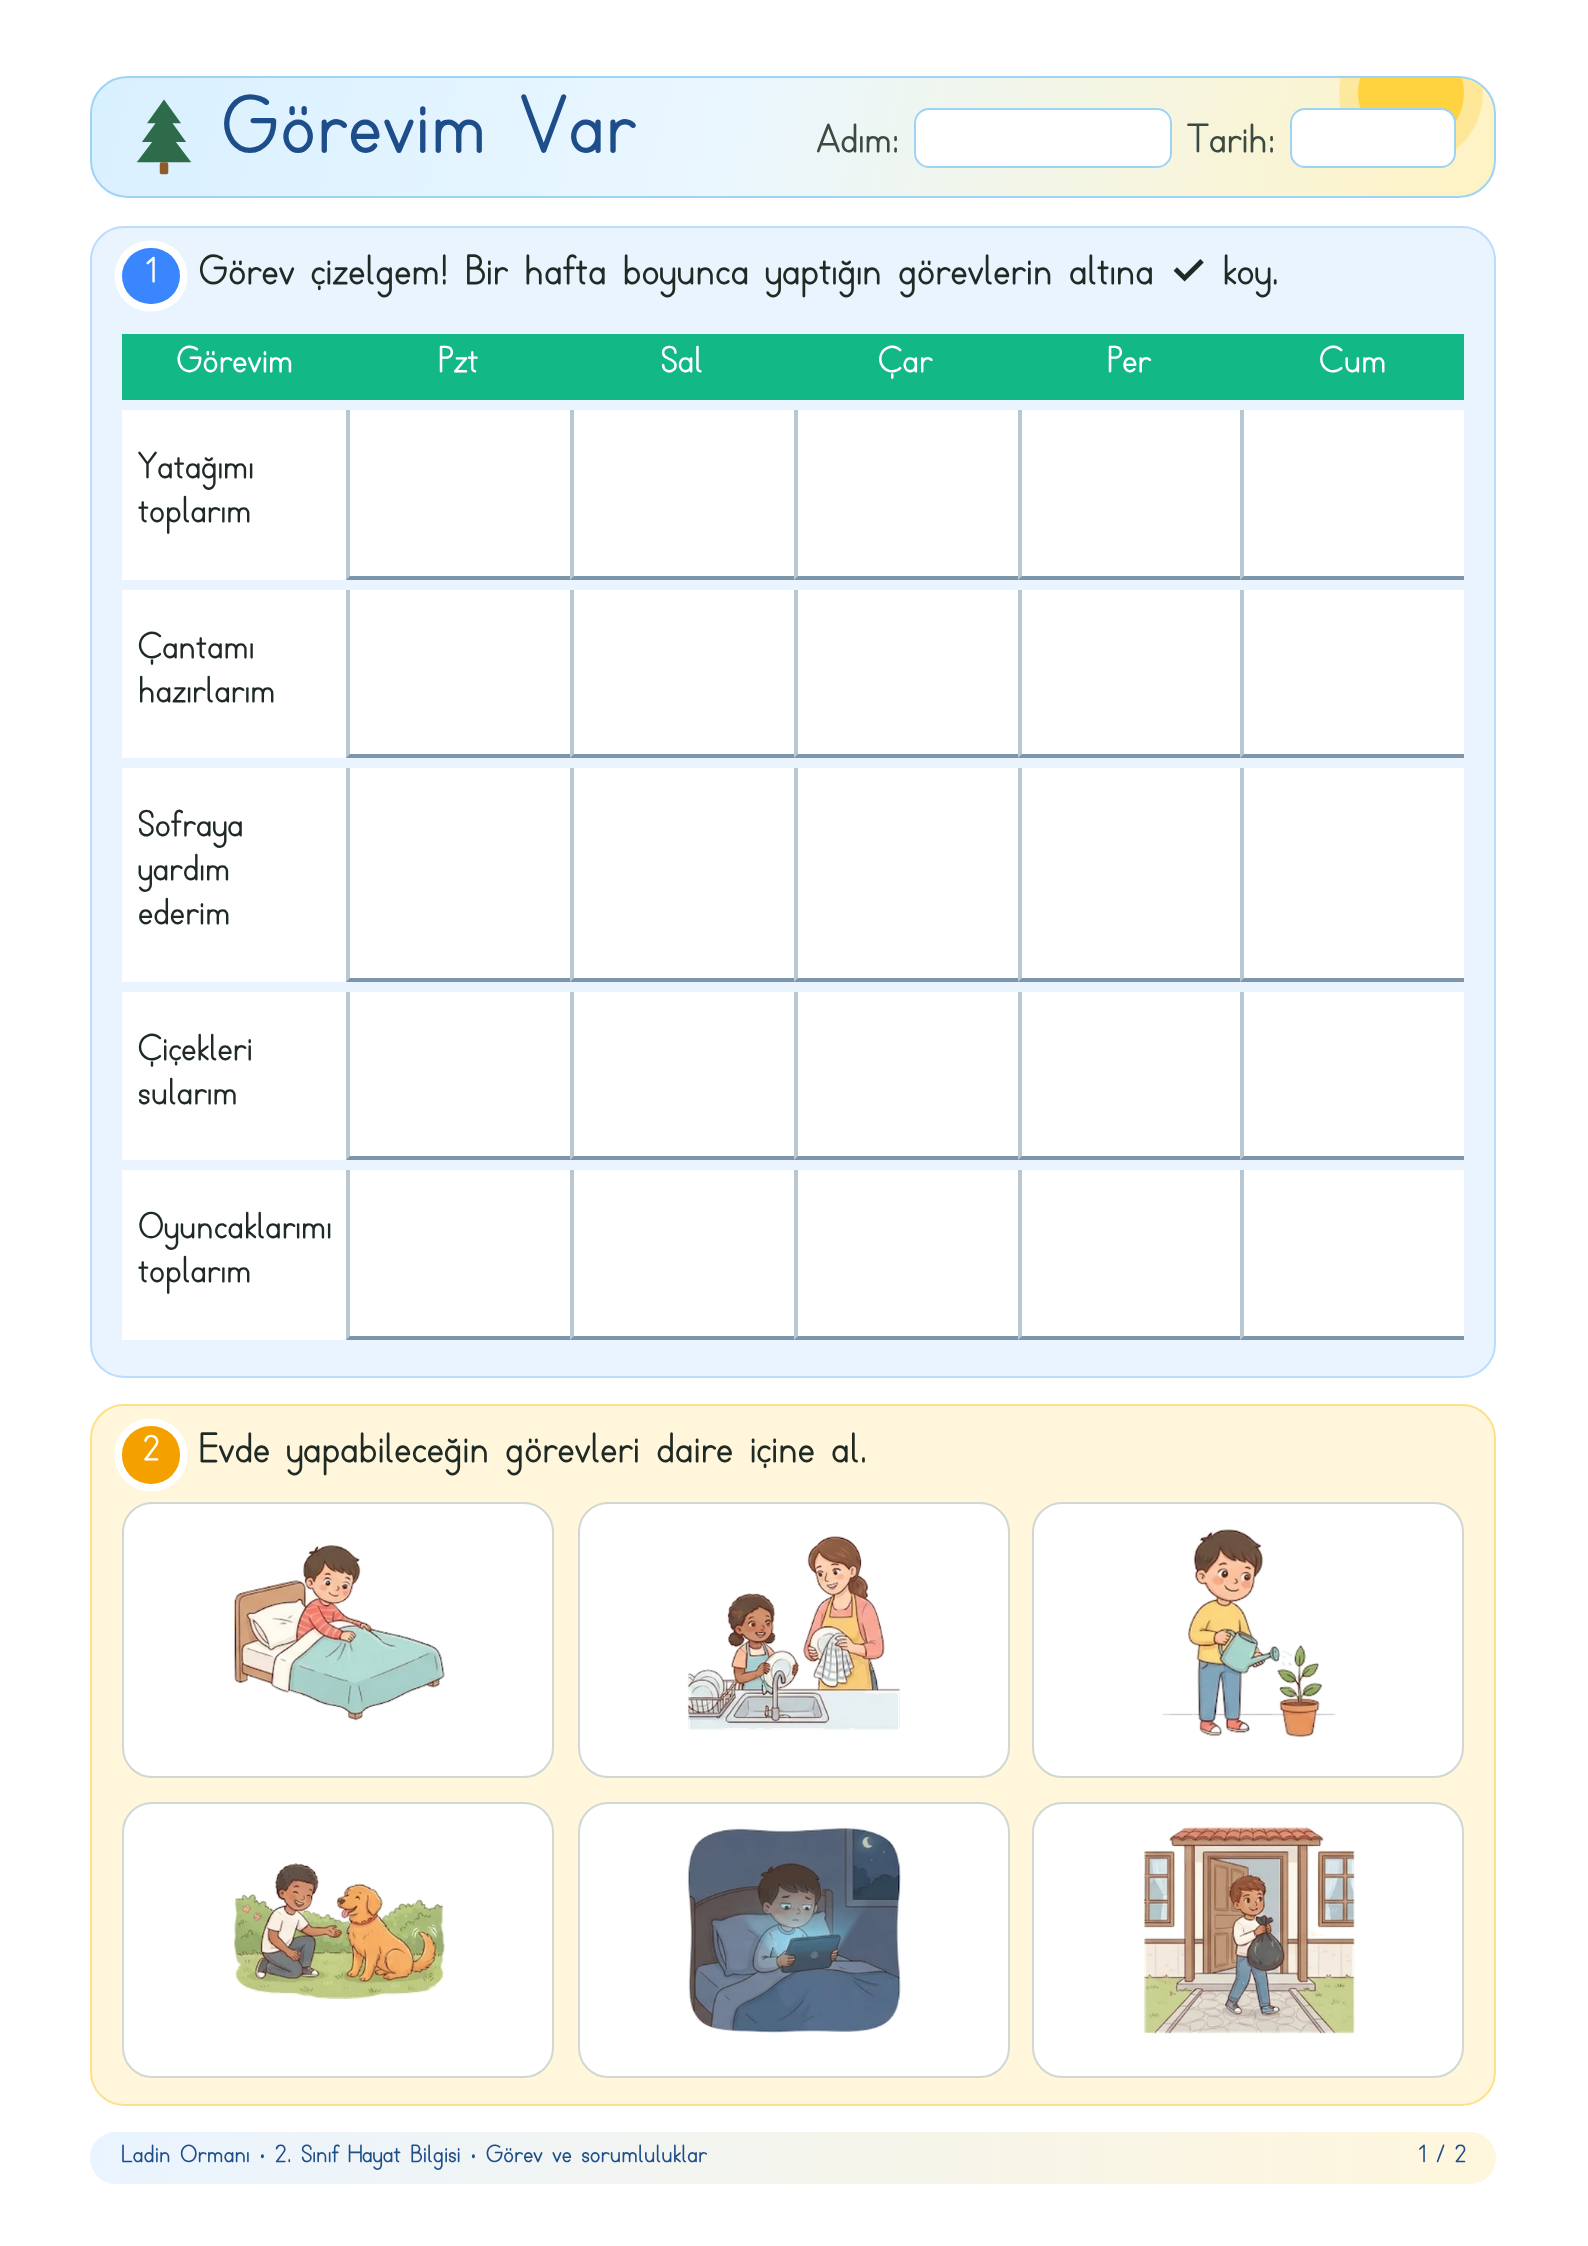 Görevim Var
Adım:
Tarih:
1 Görev çizelgem! Bir hafta boyunca yaptığın görevlerin altına ✓ koy.
Görevim Pzt Sal Çar Per Cum
Yatağımı
toplarım
Çantamı
hazırlarım
Sofraya
yardım
ederim
Çiçekleri
sularım
Oyuncaklarımı
toplarım
2 Evde yapabileceğin görevleri daire içine al.
Ladin Ormanı • 2. Sınıf Hayat Bilgisi • Görev ve sorumluluklar
1 / 2